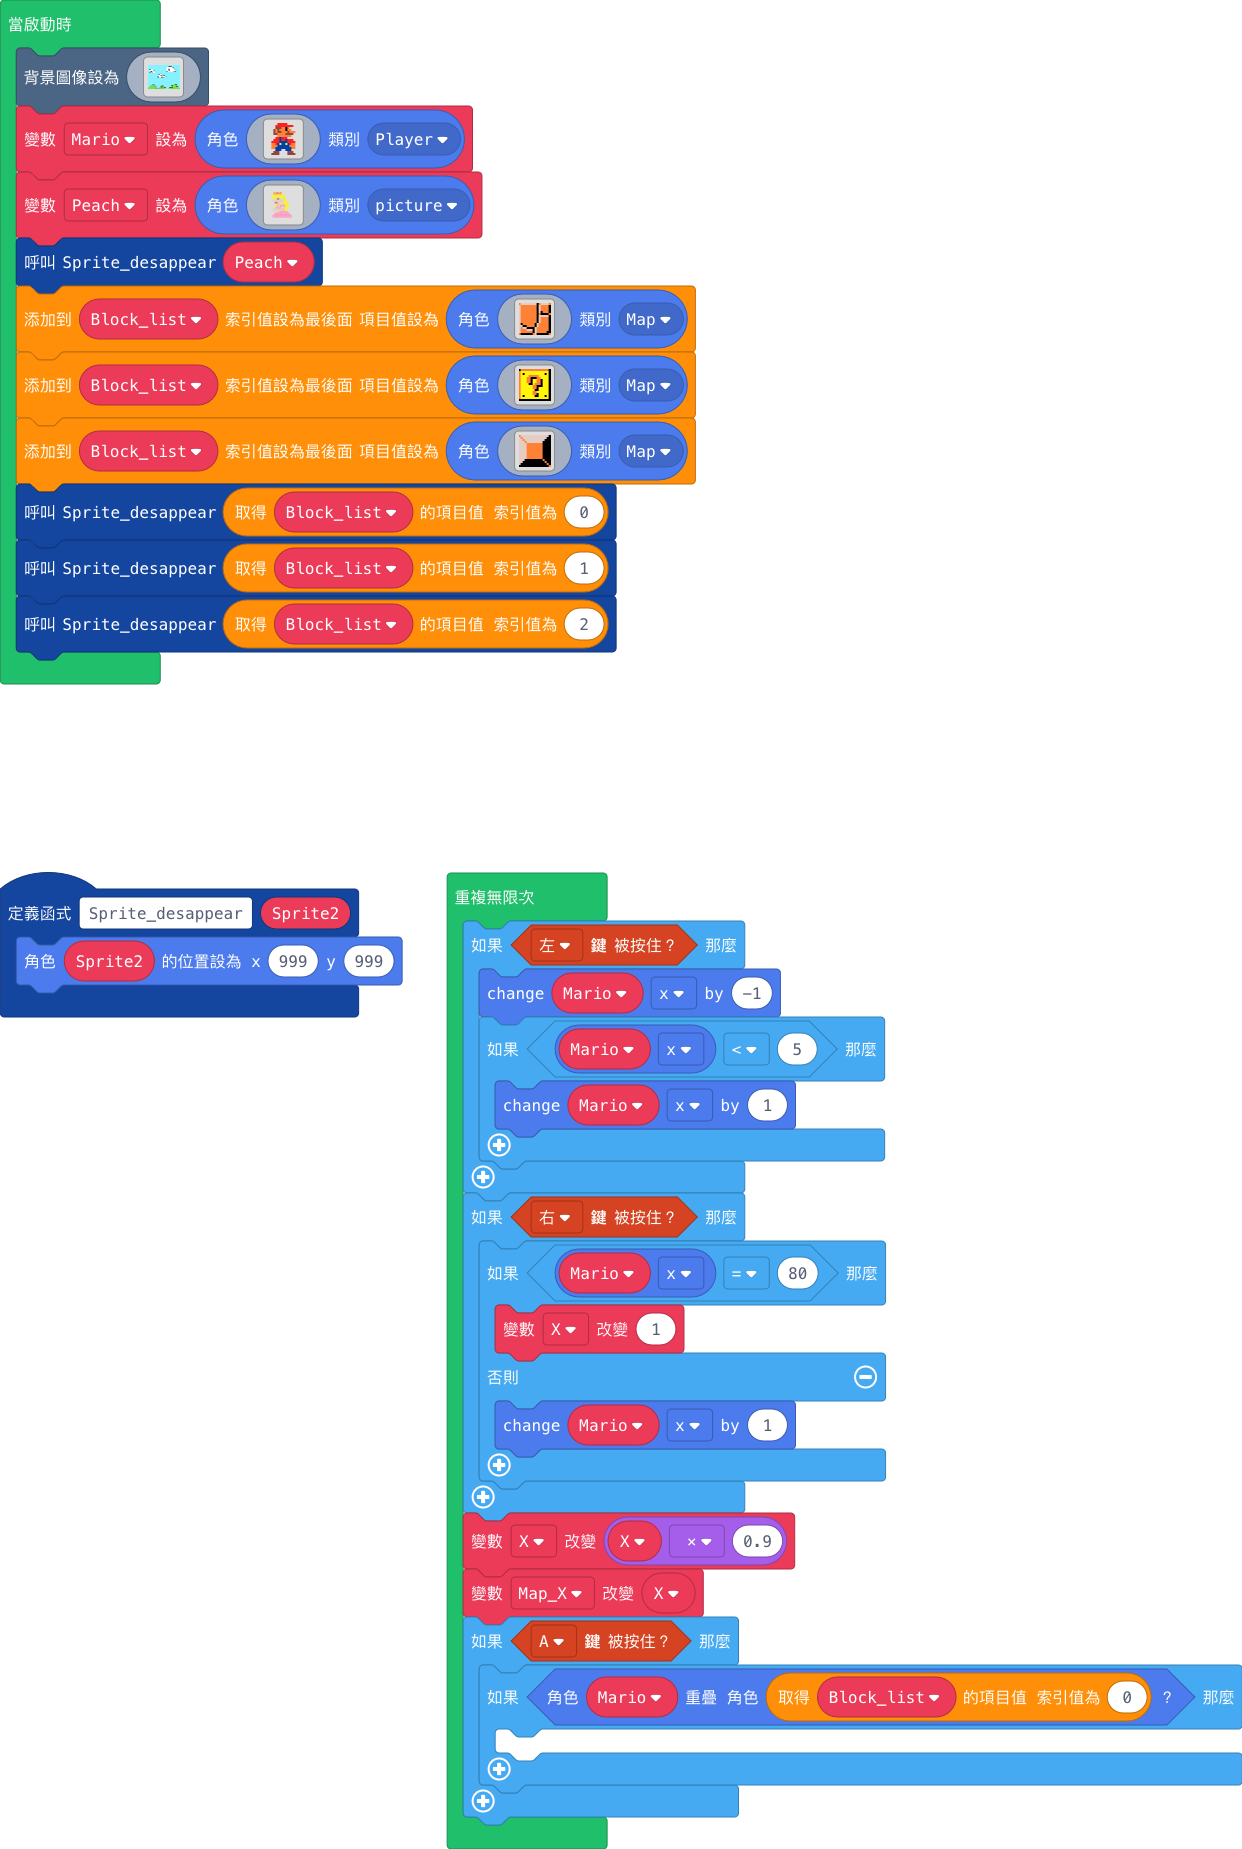 當啟動時
背景圖像設為
變數 Mario 設為 角色 類別 Player
變數 Peach 設為 角色 類別 picture
呼叫 Sprite_desappear Peach
添加到 Block_list 索引值設為最後面 項目值設為 角色 類別 Map
添加到 Block_list 索引值設為最後面 項目值設為 角色 ? 類別 Map
添加到 Block_list 索引值設為最後面 項目值設為 角色 類別 Map
呼叫 Sprite_desappear 取得 Block_list 的項目值 索引值為 0
呼叫 Sprite_desappear 取得 Block_list 的項目值 索引值為 1
呼叫 Sprite_desappear 取得 Block_list 的項目值 索引值為 2
定義函式 Sprite_desappear Sprite2
角色 Sprite2 的位置設為 x 999 y 999
重複無限次
如果 左 鍵 被按住? 那麼
change Mario x by -1
如果 Mario x < 5 那麼
change Mario x by 1
如果 右 鍵 被按住? 那麼
如果 Mario x = 80 那麼
變數 X 改變 1
否則
change Mario x by 1
變數 X 改變 X × 0.9
變數 Map_X 改變 X
如果 A 鍵 被按住? 那麼
如果 角色 Mario 重疊 角色 取得 Block_list 的項目值 索引值為 0 ? 那麼